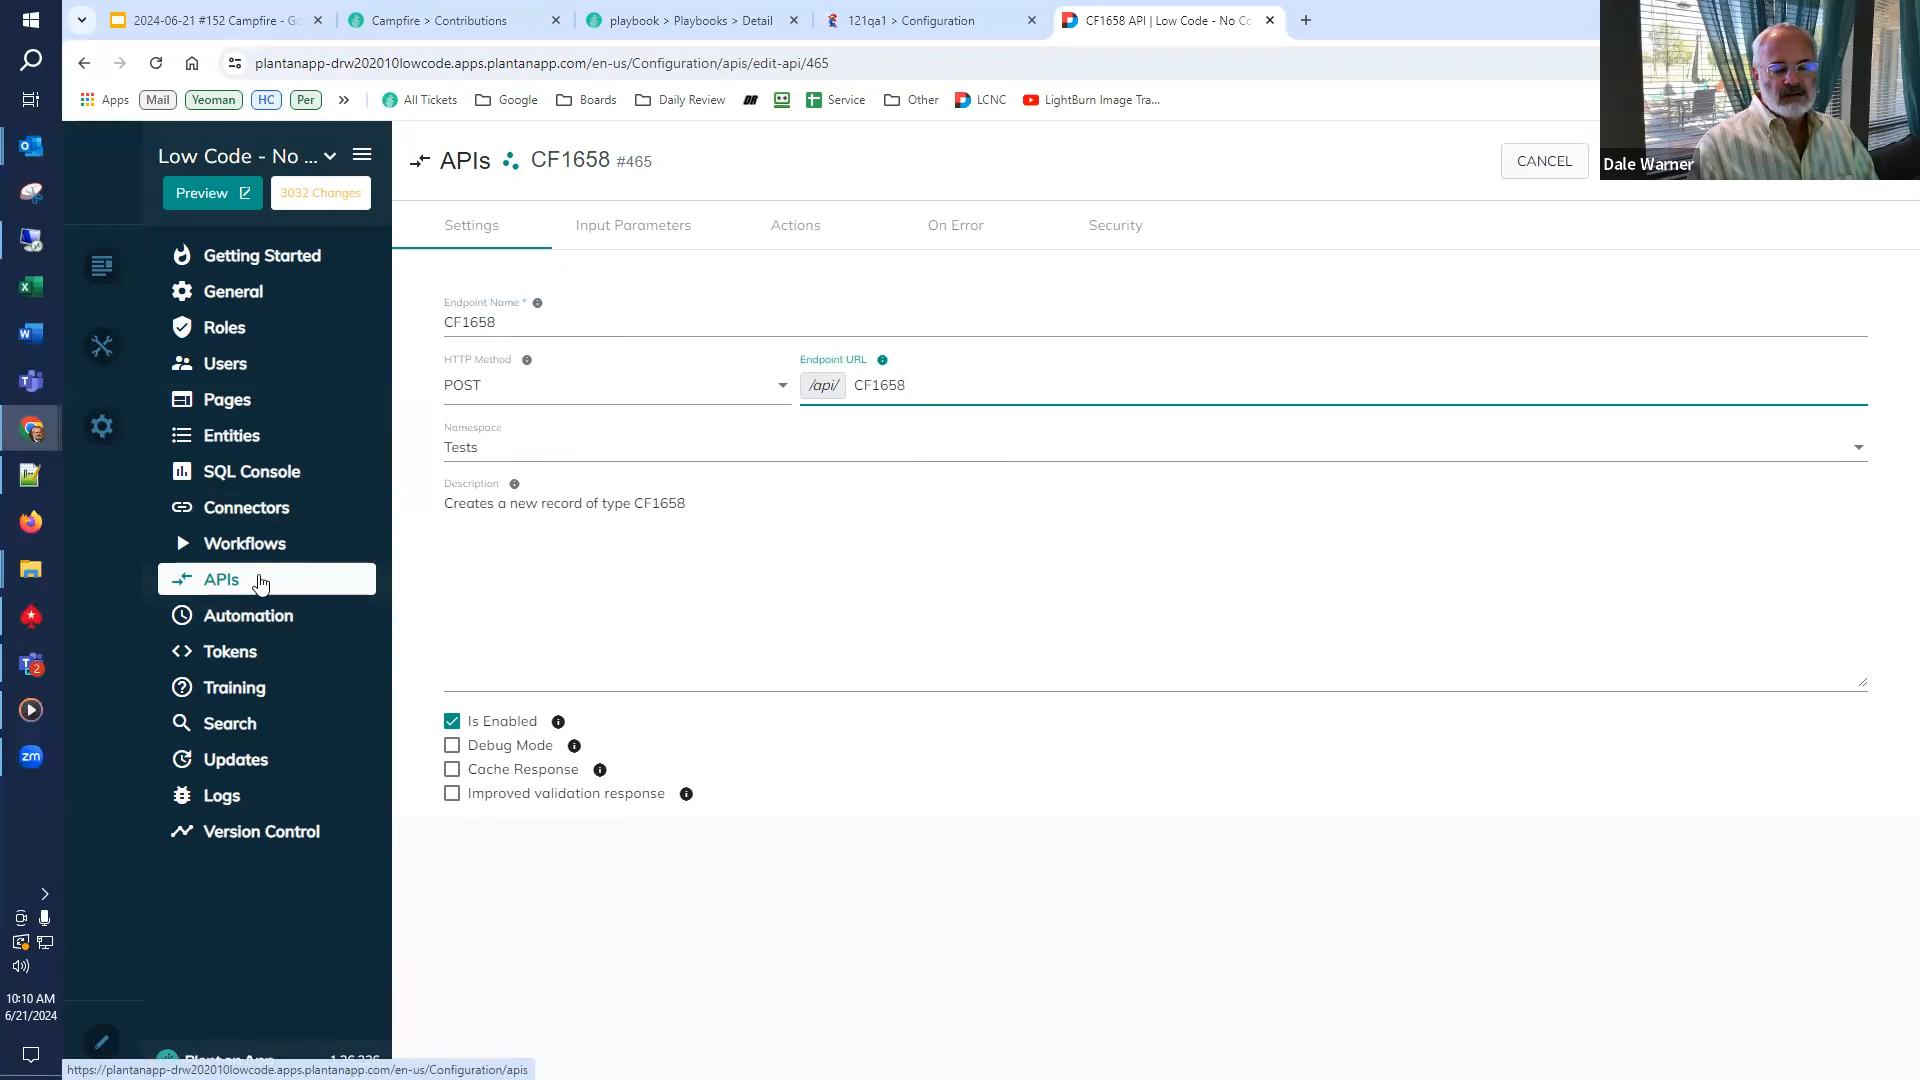 2024-06-21 #152 Campfire - Go
Campfire > Contributions
playbook > Playbooks > Detail
121qa1 > Configuration
CF1658 API | Low Code - No Co
plantanapp-drw202010lowcode.apps.plantanapp.com/en-us/Configuration/apis/edit-api/465
Apps
Mail
Yeoman
HC
Per
All Tickets
Google
Boards
Daily Review
Service
Other
LCNC
LightBurn Image Tra...
Dale Warner
Low Code - No ...
Preview
3032 Changes
Getting Started
General
Roles
Users
Pages
Entities
SQL Console
Connectors
Workflows
APIs
Automation
Tokens
Training
Search
Updates
Logs
Version Control
APIs CF1658 #465
CANCEL
Settings
Input Parameters
Actions
On Error
Security
Endpoint Name *
CF1658
HTTP Method
POST
Endpoint URL
/api/ CF1658
Namespace
Tests
Description
Creates a new record of type CF1658
Is Enabled
Debug Mode
Cache Response
Improved validation response
zm
2
10:10 AM
6/21/2024
https://plantanapp-drw202010lowcode.apps.plantanapp.com/en-us/Configuration/apis